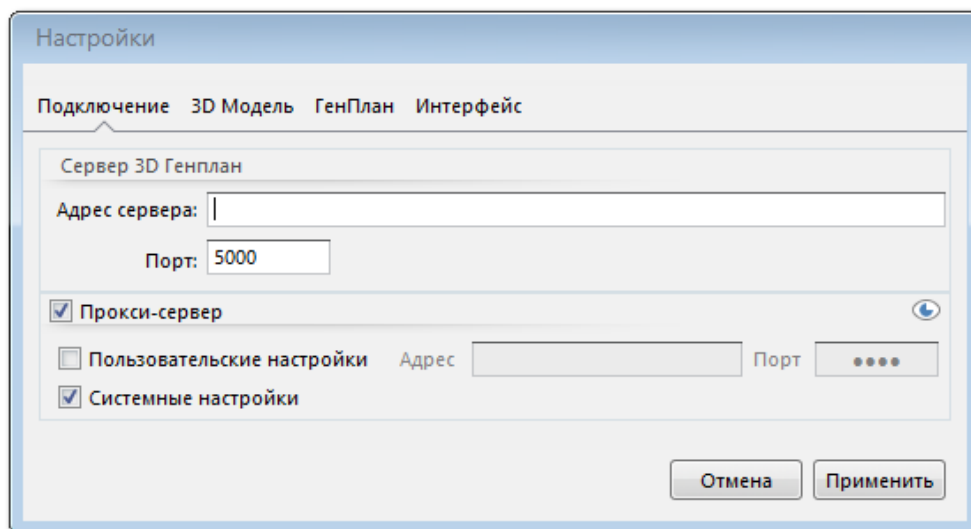 Настройки
Подключение 3D Модель ГенПлан Интерфейс
Сервер 3D Генплан
Адрес сервера:
Порт: 5000
Прокси-сервер
Пользовательские настройки Адрес Порт ●●●●
Системные настройки
Отмена Применить